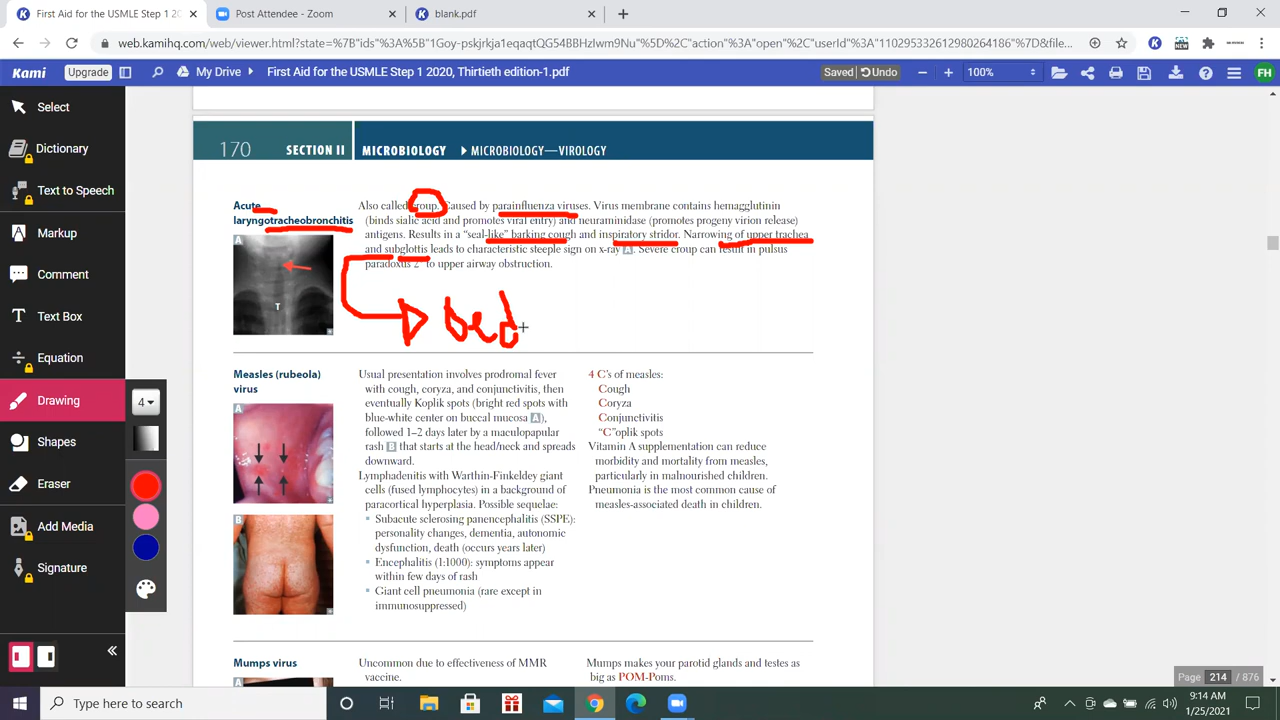 First Aid for the USMLE Step 1 20
Post Attendee - Zoom
blank.pdf
web.kamihq.com/web/viewer.html?state=%7B"ids"%3A%5B"1Goy-pskjrkja1eqaqtQG54BBHzIwm9Nu"%5D%2C"action"%3A"open"%2C"userId"%3A"110295332612980264186"%7D&file...
Kami
Upgrade
My Drive
First Aid for the USMLE Step 1 2020, Thirtieth edition-1.pdf
Saved
Undo
100%
FH
Select
Dictionary
Text to Speech
Markup
Comment
Text Box
Equation
Drawing
4
Shapes
Eraser
Add Media
Signature
170 SECTION II MICROBIOLOGY MICROBIOLOGY—VIROLOGY
Acute
laryngotracheobronchitis
A
T
Also called croup. Caused by parainfluenza viruses. Virus membrane contains hemagglutinin
(binds sialic acid and promotes viral entry) and neuraminidase (promotes progeny virion release)
antigens. Results in a “seal-like” barking cough and inspiratory stridor. Narrowing of upper trachea
and subglottis leads to characteristic steeple sign on x-ray A. Severe croup can result in pulsus
paradoxus 2° to upper airway obstruction.
Measles (rubeola)
virus
A
B
Usual presentation involves prodromal fever
with cough, coryza, and conjunctivitis, then
eventually Koplik spots (bright red spots with
blue-white center on buccal mucosa A),
followed 1–2 days later by a maculopapular
rash B that starts at the head/neck and spreads
downward.
Lymphadenitis with Warthin-Finkeldey giant
cells (fused lymphocytes) in a background of
paracortical hyperplasia. Possible sequelae:
Subacute sclerosing panencephalitis (SSPE):
personality changes, dementia, autonomic
dysfunction, death (occurs years later)
Encephalitis (1:1000): symptoms appear
within few days of rash
Giant cell pneumonia (rare except in
immunosuppressed)
4 C’s of measles:
Cough
Coryza
Conjunctivitis
“C”oplik spots
Vitamin A supplementation can reduce
morbidity and mortality from measles,
particularly in malnourished children.
Pneumonia is the most common cause of
measles-associated death in children.
Mumps virus
A
Uncommon due to effectiveness of MMR
vaccine.
Mumps makes your parotid glands and testes as
big as POM-Poms.
Page 214 / 876
Type here to search
9:14 AM
1/25/2021